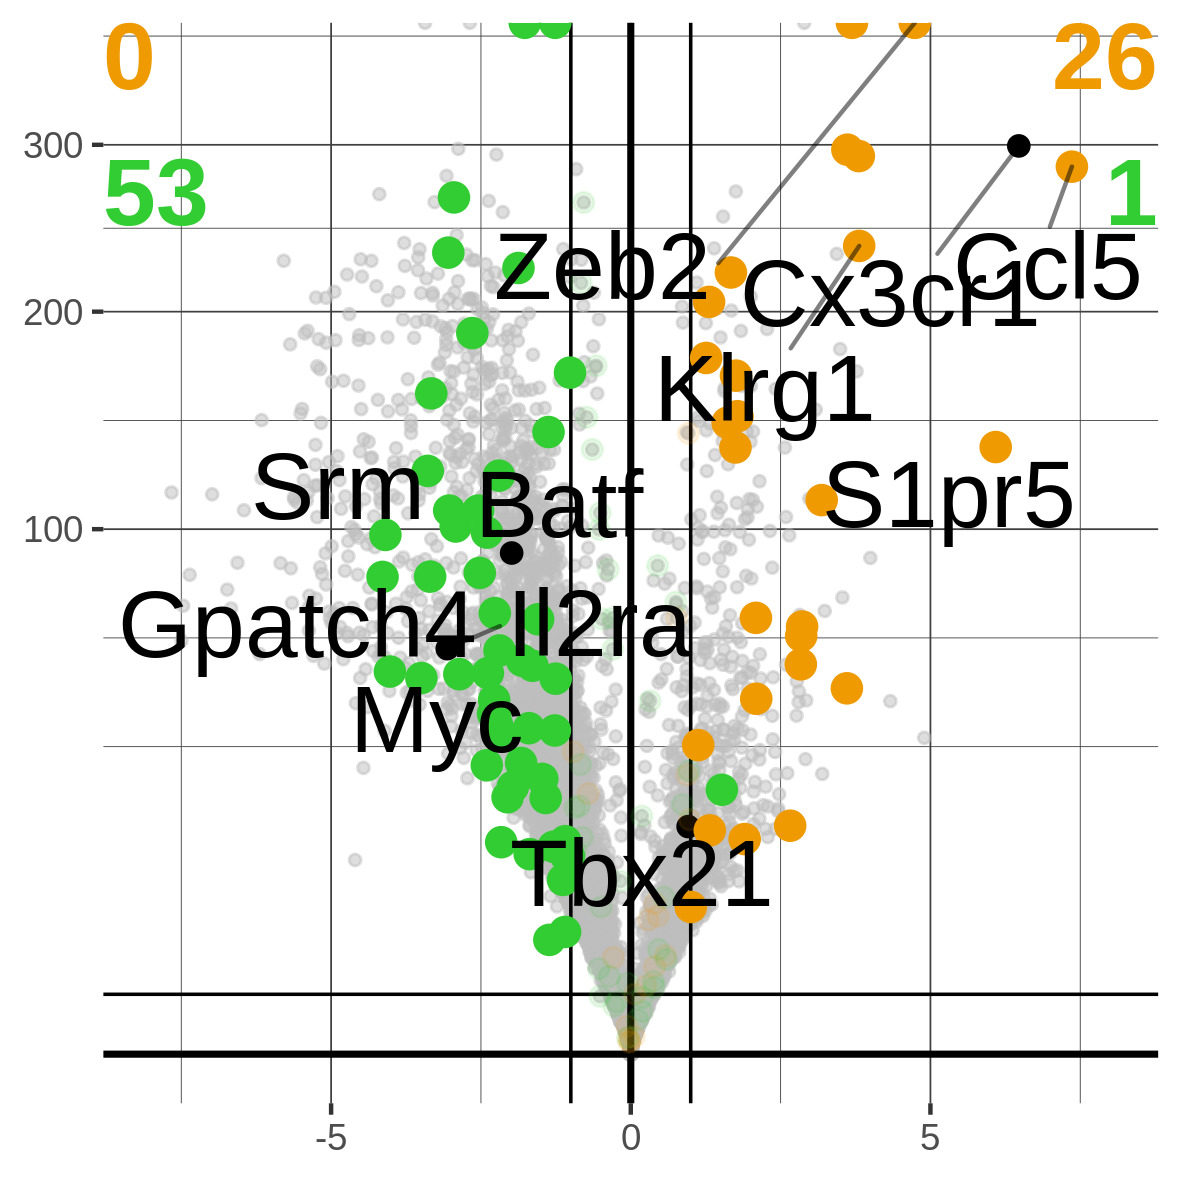 0 26
300
53 1
Zeb2 Ccl5
Cx3cr1
200
Klrg1
Srm Batf S1pr5
100
Gpatch4 Il2ra
Myc
Tbx21
-5 0 5